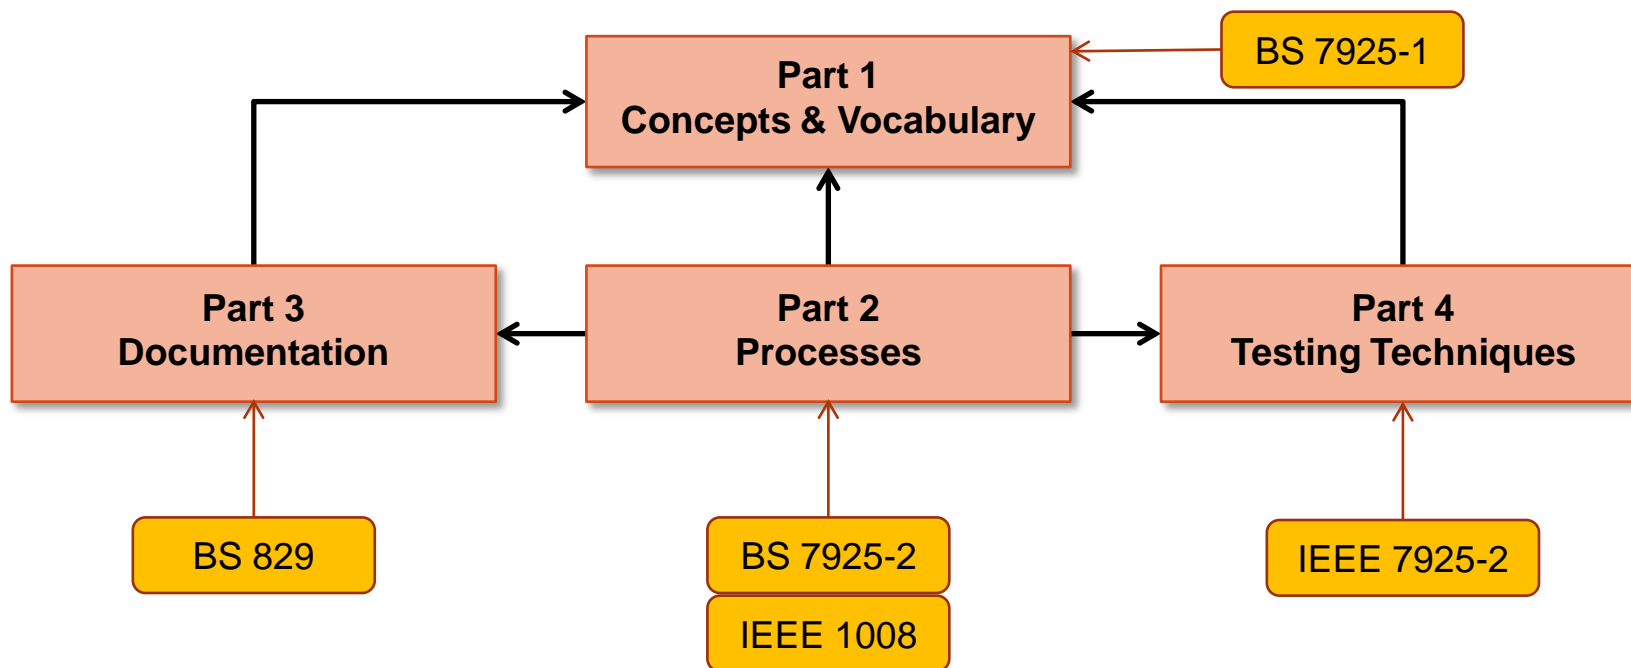 BS 7925-1
Part 1
Concepts & Vocabulary
Part 3
Documentation
Part 2
Processes
Part 4
Testing Techniques
BS 829
BS 7925-2
IEEE 1008
IEEE 7925-2